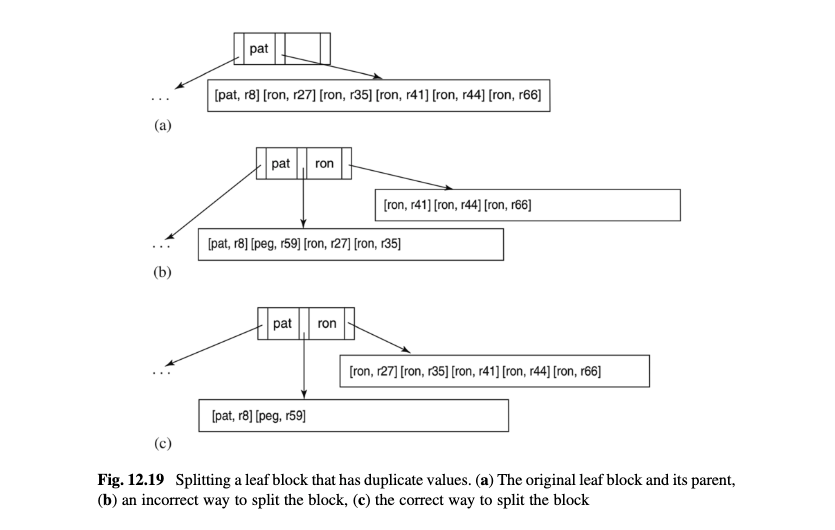 pat
[pat, r8] [ron, r27] [ron, r35] [ron, r41] [ron, r44] [ron, r66]
...
(a)
pat ron
[ron, r41] [ron, r44] [ron, r66]
...
[pat, r8] [peg, r59] [ron, r27] [ron, r35]
(b)
pat ron
...
[ron, r27] [ron, r35] [ron, r41] [ron, r44] [ron, r66]
[pat, r8] [peg, r59]
(c)
Fig. 12.19 Splitting a leaf block that has duplicate values. (a) The original leaf block and its parent,
(b) an incorrect way to split the block, (c) the correct way to split the block